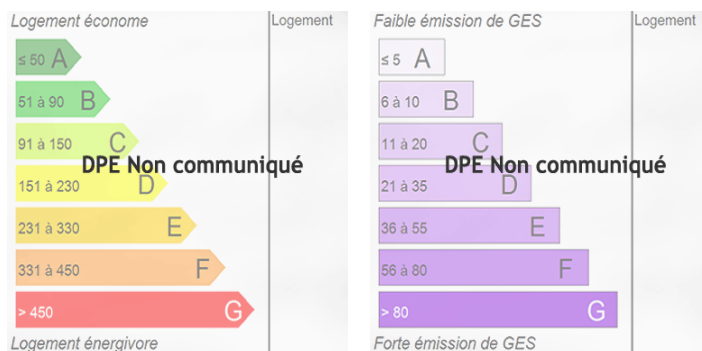 Logement économe
Logement
≤ 50 A
51 à 90 B
91 à 150 C
DPE Non communiqué
151 à 230 D
231 à 330 E
331 à 450 F
> 450 G
Logement énergivore
Faible émission de GES
Logement
≤ 5 A
6 à 10 B
11 à 20 C
DPE Non communiqué
21 à 35 D
36 à 55 E
56 à 80 F
> 80 G
Forte émission de GES